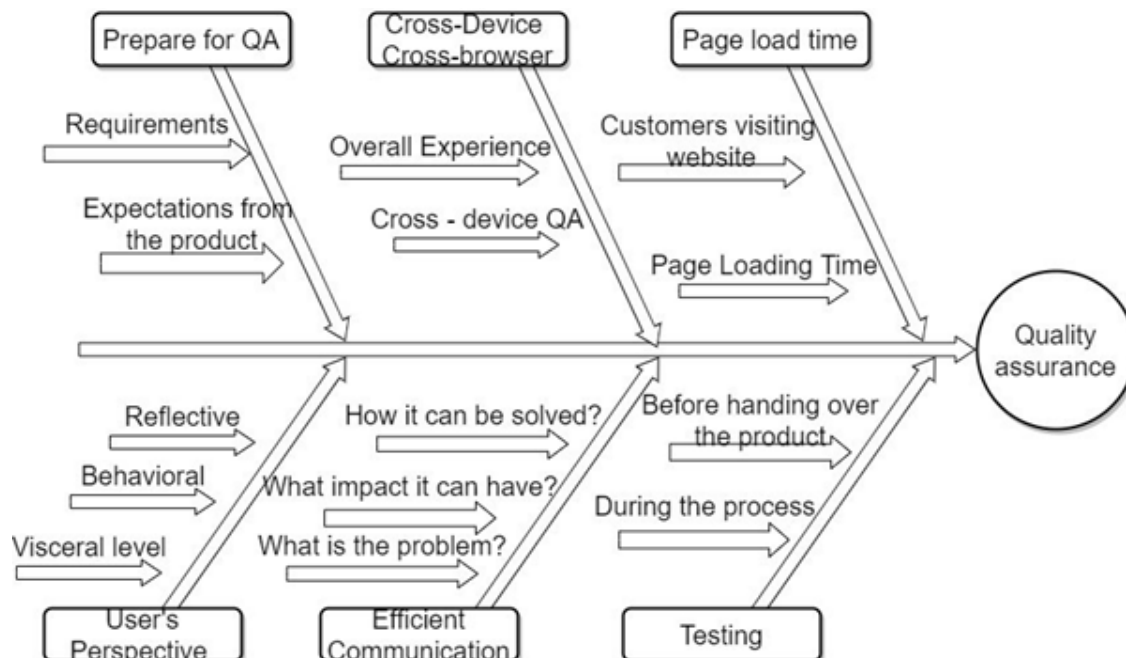 Prepare for QA
Cross-Device
Cross-browser
Page load time
Requirements
Expectations from
the product
Overall Experience
Cross - device QA
Customers visiting
website
Page Loading Time
Quality
assurance
Reflective
Behavioral
Visceral level
How it can be solved?
What impact it can have?
What is the problem?
Before handing over
the product
During the process
User's
Perspective
Efficient
Communication
Testing